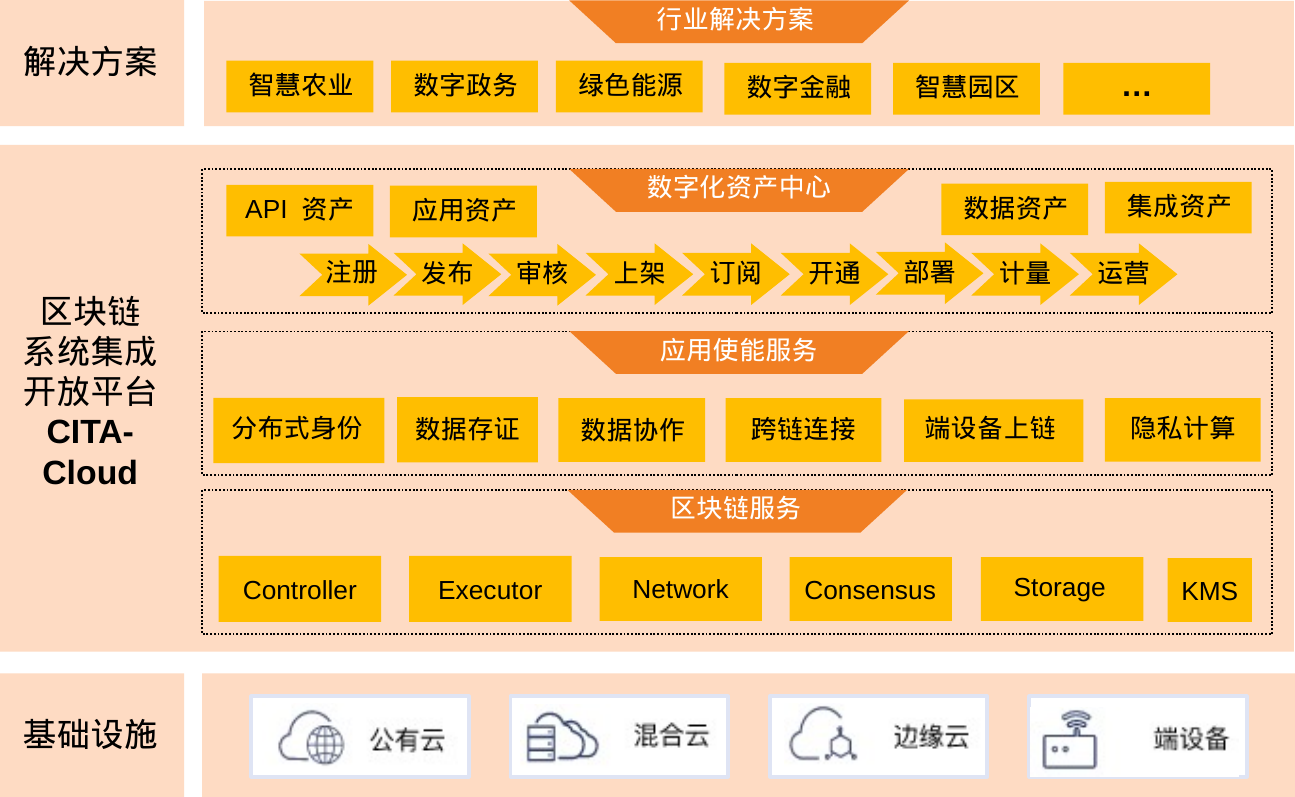 解决方案
行业解决方案
智慧农业
数字政务
绿色能源
数字金融
智慧园区
...
区块链
系统集成
开放平台
CITA-
Cloud
数字化资产中心
API 资产
应用资产
数据资产
集成资产
注册
发布
审核
上架
订阅
开通
部署
计量
运营
应用使能服务
分布式身份
数据存证
数据协作
跨链连接
端设备上链
隐私计算
区块链服务
Controller
Executor
Network
Consensus
Storage
KMS
基础设施
公有云
混合云
边缘云
端设备